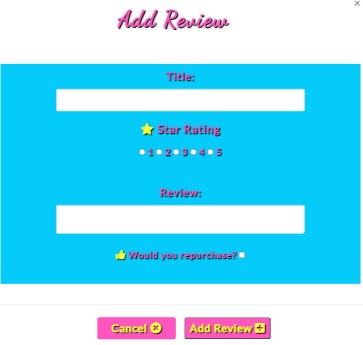 ×
Add Review
Title:
Star Rating
1 2 3 4 5
Review:
Would you repurchase?
Cancel
Add Review